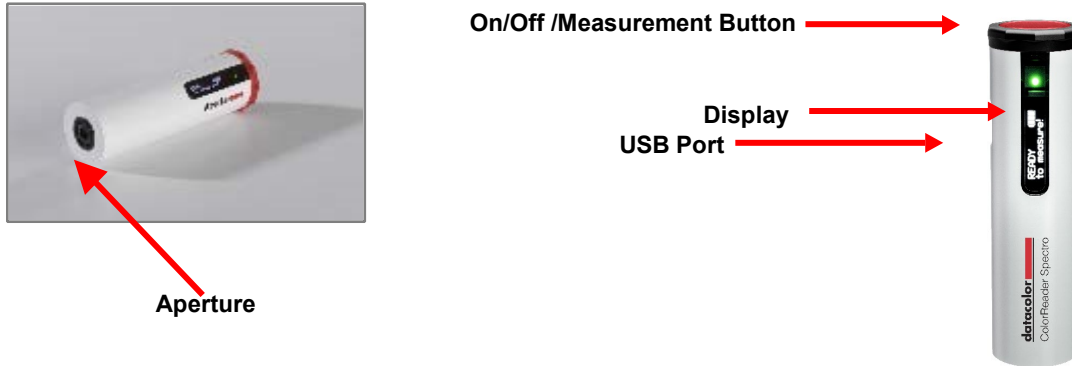 On/Off /Measurement Button
Display
USB Port
Aperture
READY
to measure!
datacolor
ColorReader Spectro